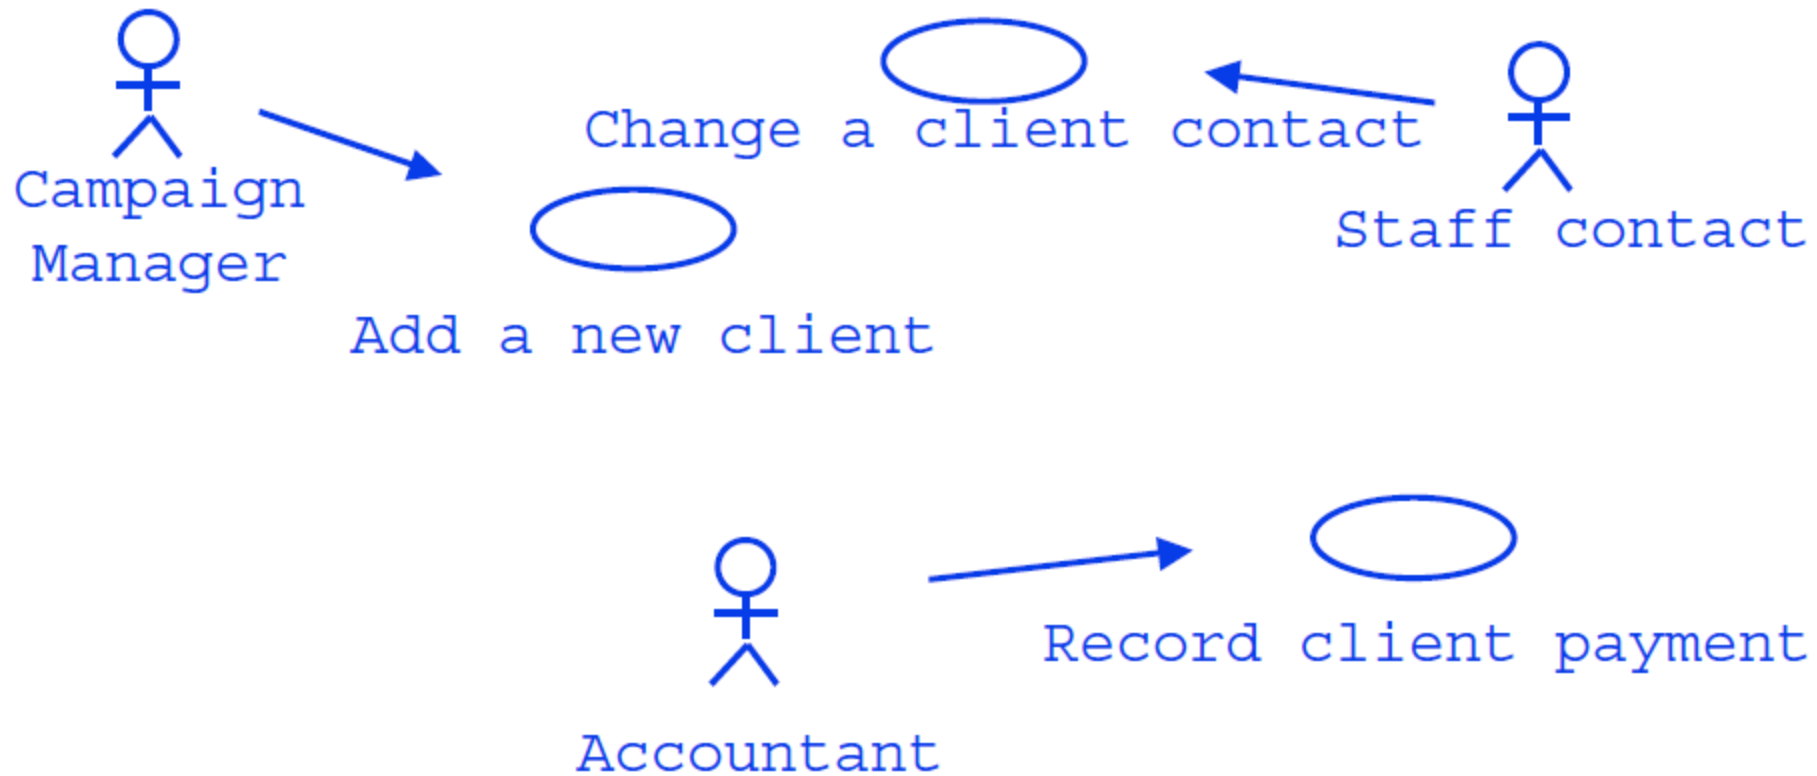 Change a client contact
Campaign
Manager
Staff contact
Add a new client
Record client payment
Accountant